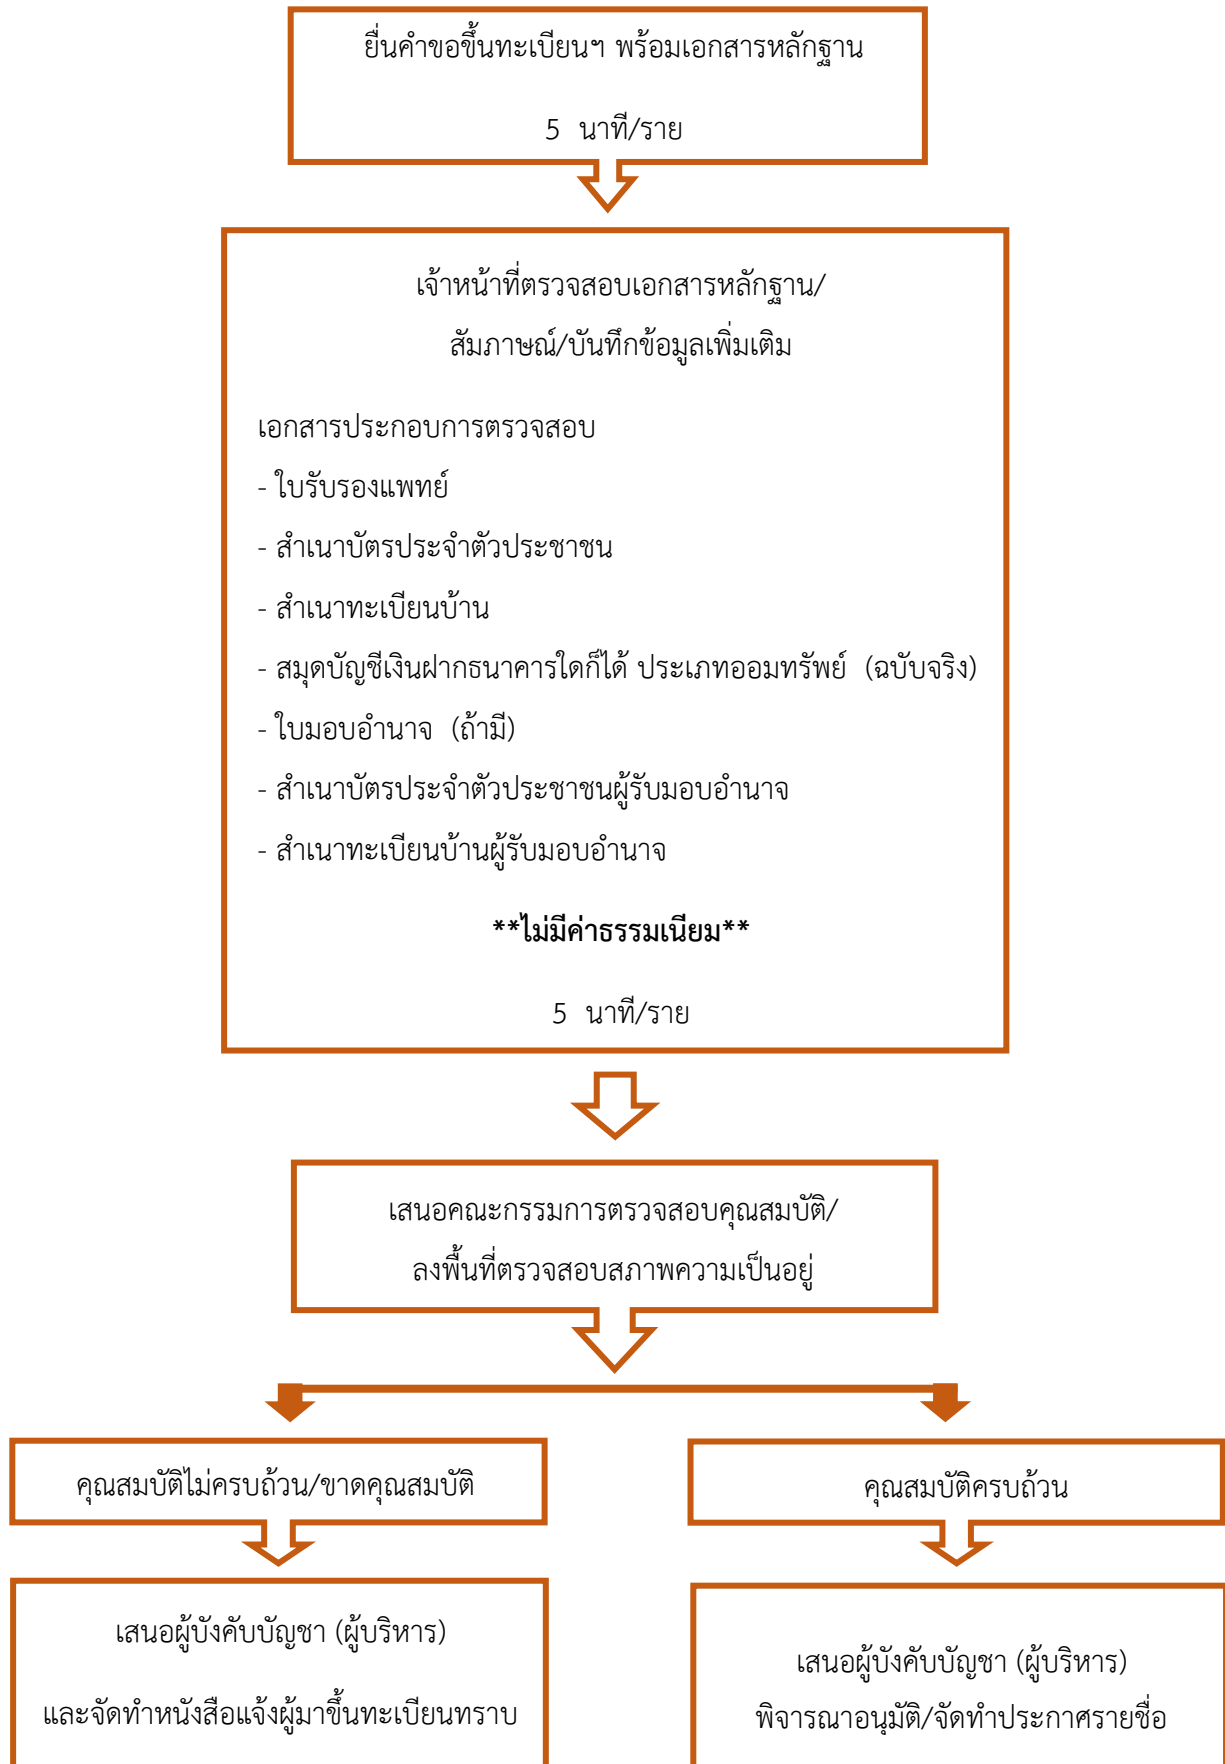 ยื่นคำขอขึ้นทะเบียนฯ พร้อมเอกสารหลักฐาน
5 นาที/ราย
เจ้าหน้าที่ตรวจสอบเอกสารหลักฐาน/
สัมภาษณ์/บันทึกข้อมูลเพิ่มเติม
เอกสารประกอบการตรวจสอบ
- ใบรับรองแพทย์
- สำเนาบัตรประจำตัวประชาชน
- สำเนาทะเบียนบ้าน
- สมุดบัญชีเงินฝากธนาคารใดก็ได้ ประเภทออมทรัพย์ (ฉบับจริง)
- ใบมอบอำนาจ (ถ้ามี)
- สำเนาบัตรประจำตัวประชาชนผู้รับมอบอำนาจ
- สำเนาทะเบียนบ้านผู้รับมอบอำนาจ
**ไม่มีค่าธรรมเนียม**
5 นาที/ราย
เสนอคณะกรรมการตรวจสอบคุณสมบัติ/
ลงพื้นที่ตรวจสอบสภาพความเป็นอยู่
คุณสมบัติไม่ครบถ้วน/ขาดคุณสมบัติ
คุณสมบัติครบถ้วน
เสนอผู้บังคับบัญชา (ผู้บริหาร)
และจัดทำหนังสือแจ้งผู้มาขึ้นทะเบียนทราบ
เสนอผู้บังคับบัญชา (ผู้บริหาร)
พิจารณาอนุมัติ/จัดทำประกาศรายชื่อ